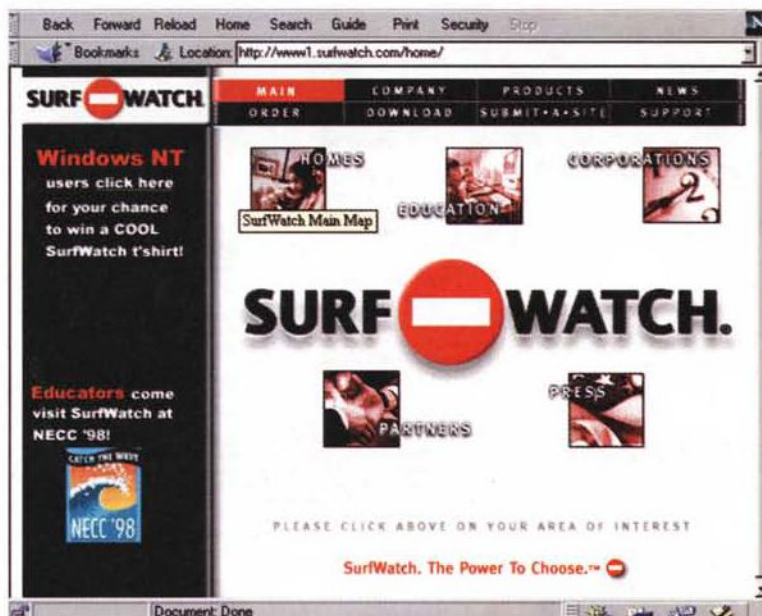 Back Forward Reload Home Search Guide Print Security Stop
Bookmarks Location: http://www1.surfwatch.com/home/
SURF WATCH.
MAIN COMPANY PRODUCTS NEWS
ORDER DOWNLOAD SUBMIT•A•SITE SUPPORT
Windows NT
users click here
for your chance
to win a COOL
SurfWatch t'shirt!
HOMES
EDUCATION
CORPORATIONS
2
3
SurfWatch Main Map
SURF WATCH.
PARTNERS
PRESS
Educators come
visit SurfWatch at
NECC '98!
CATCH THE WAVE
NECC '98
PLEASE CLICK ABOVE ON YOUR AREA OF INTEREST
SurfWatch. The Power To Choose.™
Document: Done